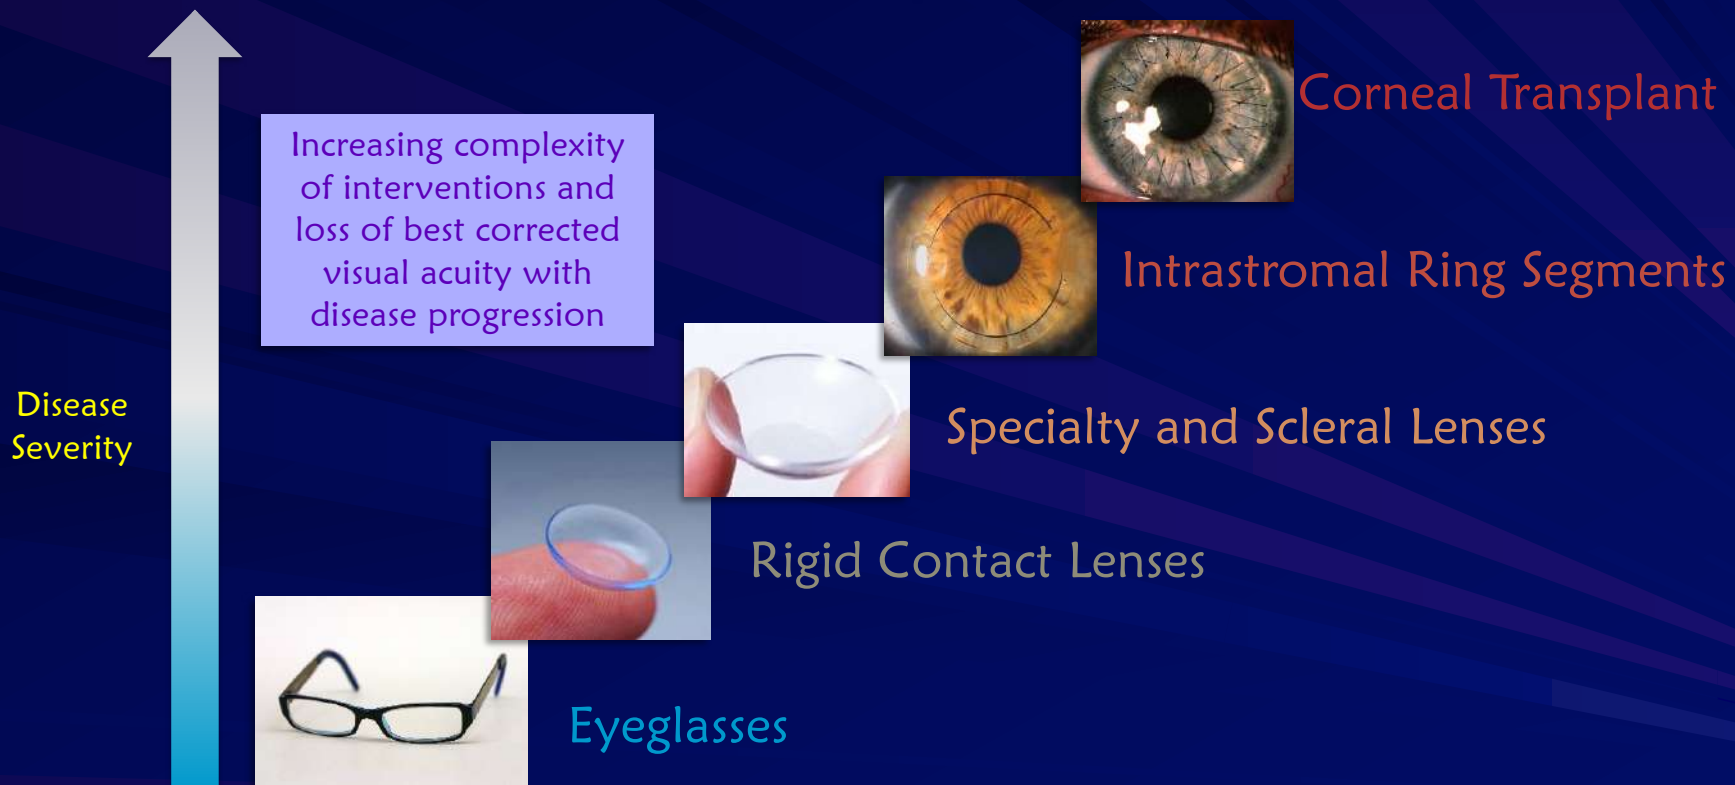 Corneal Transplant
Increasing complexity
of interventions and
loss of best corrected
visual acuity with
disease progression
Intrastromal Ring Segments
Disease
Severity
Specialty and Scleral Lenses
Rigid Contact Lenses
Eyeglasses